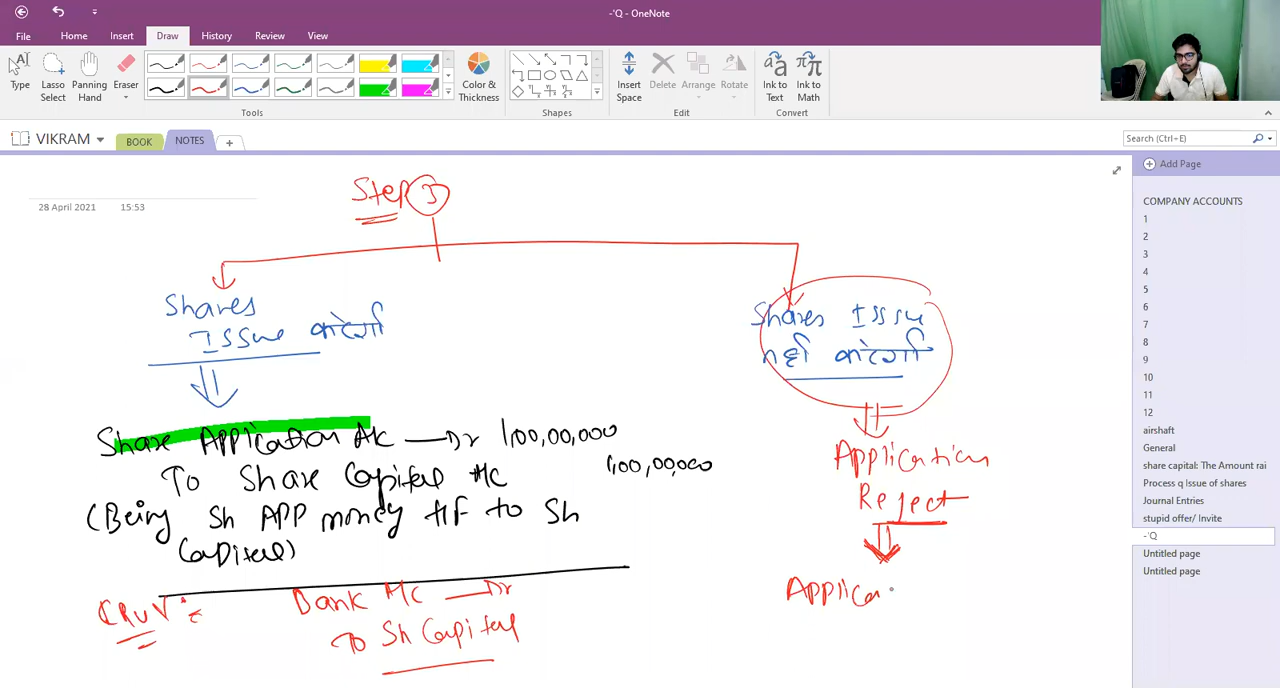 -'Q - OneNote
File Home Insert Draw History Review View
Type
Lasso Select
Panning Hand
Eraser
Color & Thickness
Insert Space
Delete
Arrange
Rotate
Ink to Text
Ink to Math
Tools
Shapes
Edit
Convert
VIKRAM
BOOK
NOTES
Search (Ctrl+E)
28 April 2021 15:53
Step 3
Shares
Issue करेगी
Share Application A/c Dr 1,00,00,000
To Share Capital A/c 1,00,00,000
(Being Sh APP money t/f to Sh
Capital)
Bank A/c Dr
To Sh Capital
Shares Issue
नहीं करेगी
Application
Reject
Applica
Add Page
COMPANY ACCOUNTS
1
2
3
4
5
6
7
8
9
10
11
12
airshaft
General
share capital: The Amount rai
Process q Issue of shares
Journal Entries
stupid offer/ Invite
-'Q
Untitled page
Untitled page